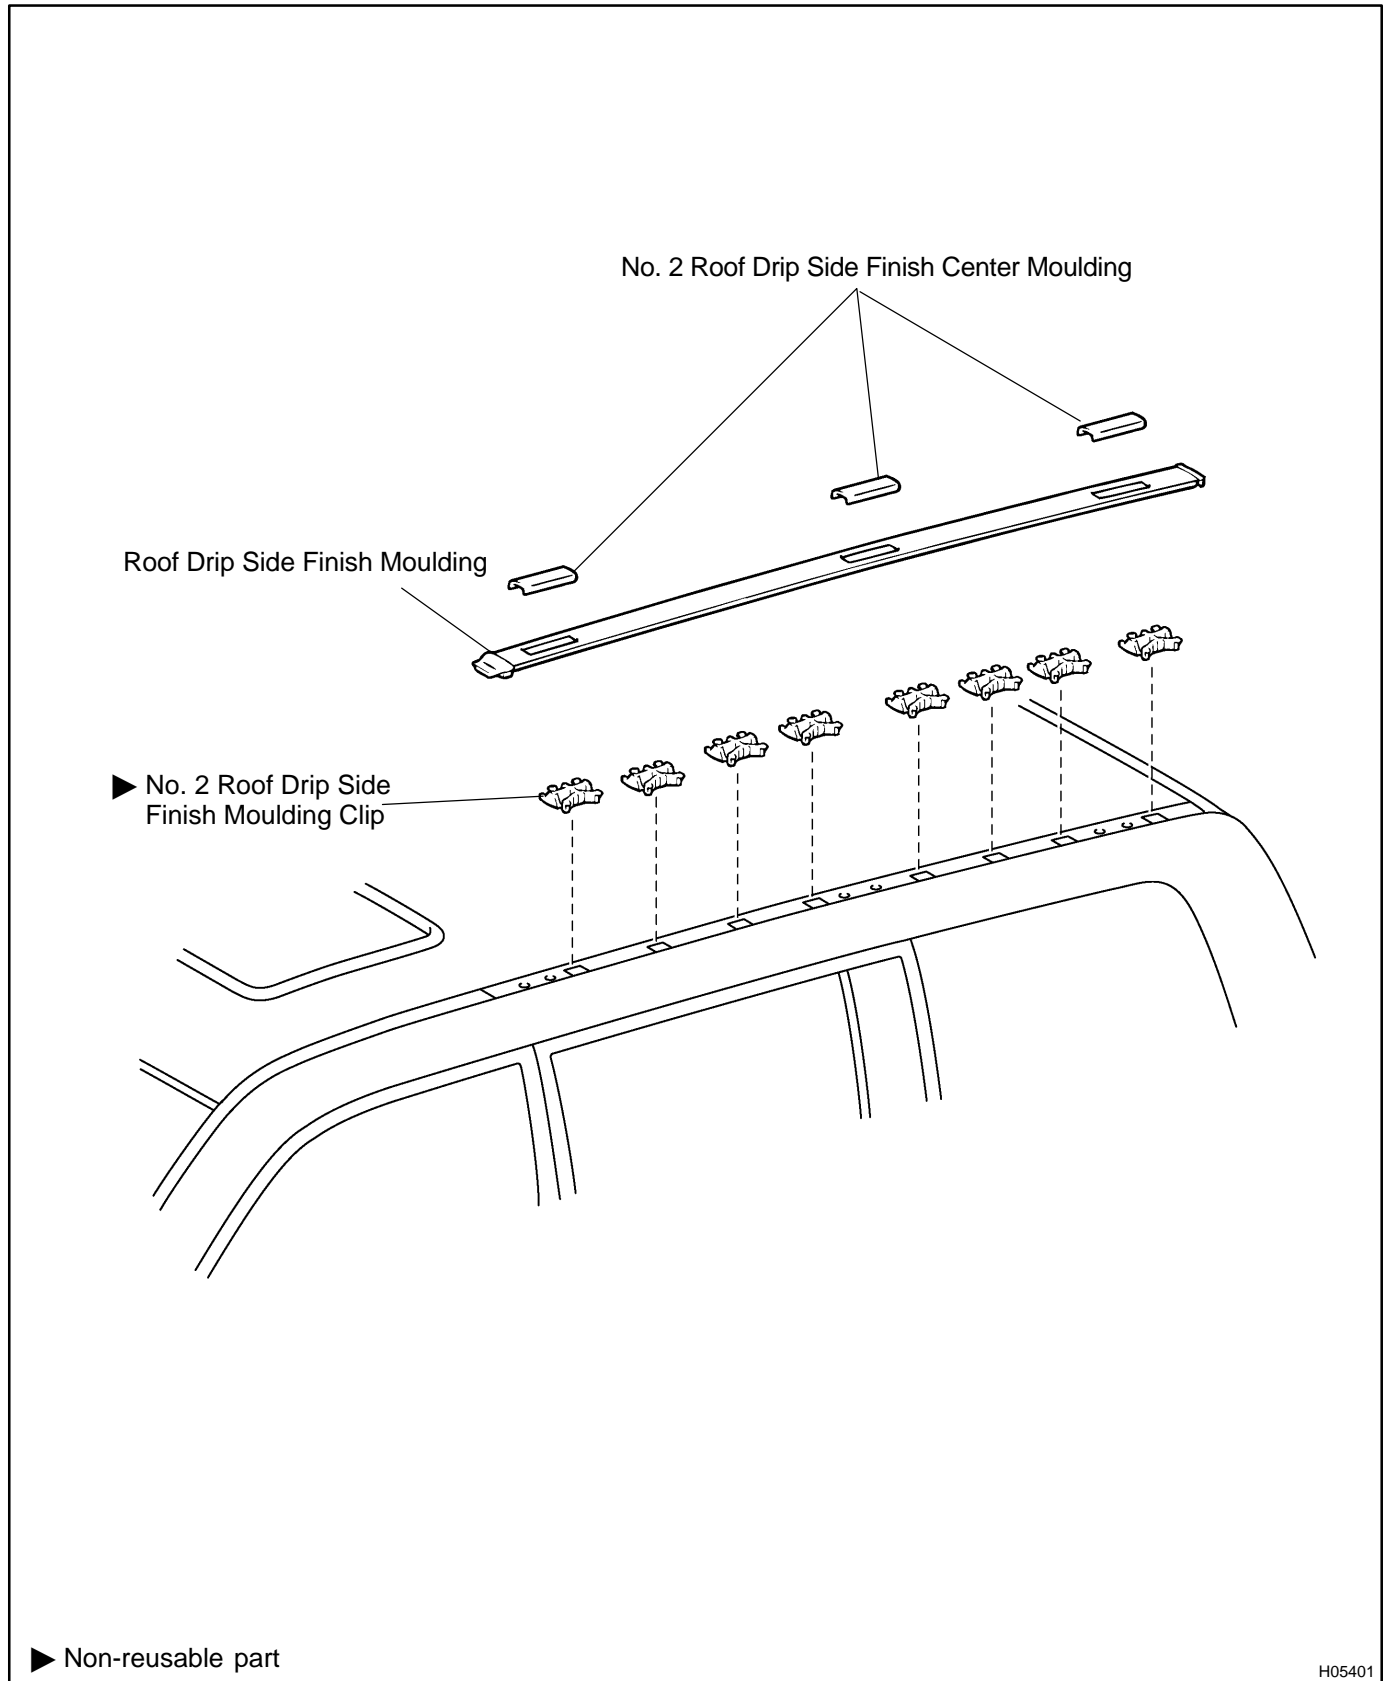 No. 2 Roof Drip Side Finish Center Moulding
Roof Drip Side Finish Moulding
▶ No. 2 Roof Drip Side
Finish Moulding Clip
▶ Non-reusable part
H05401